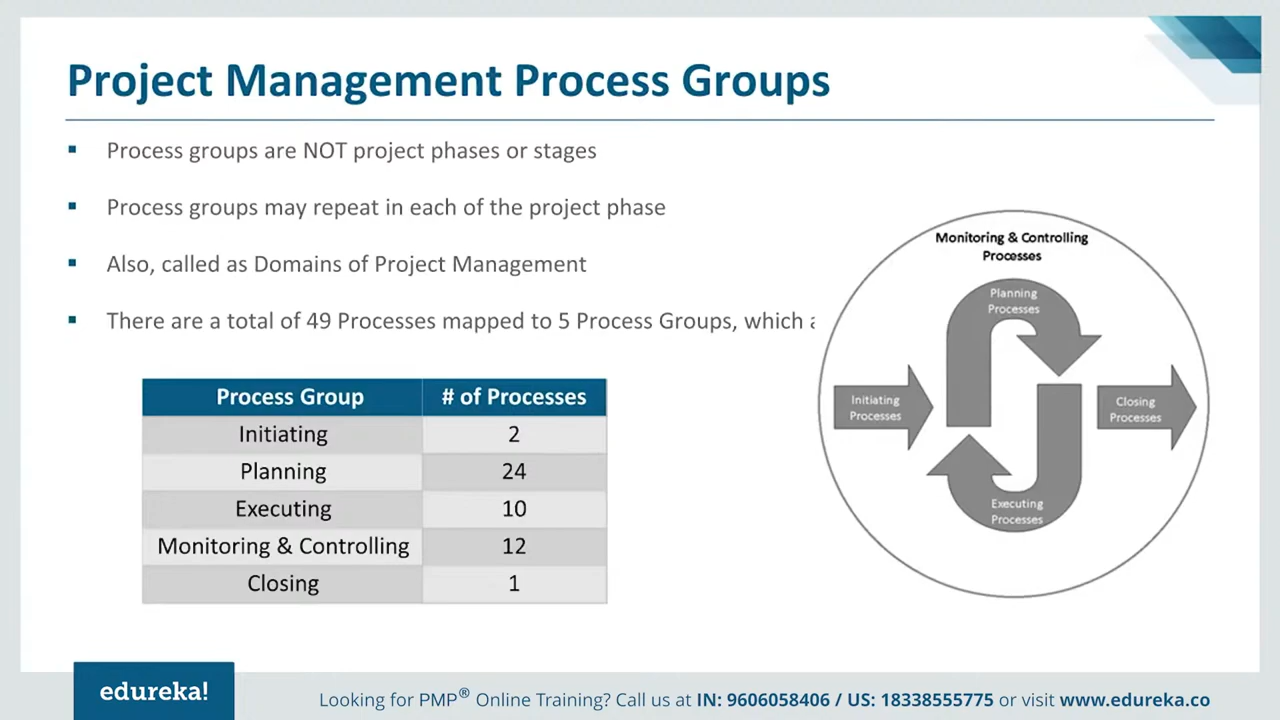 Project Management Process Groups
Process groups are NOT project phases or stages
Process groups may repeat in each of the project phase
Also, called as Domains of Project Management
There are a total of 49 Processes mapped to 5 Process Groups, which
Process Group # of Processes
Initiating 2
Planning 24
Executing 10
Monitoring & Controlling 12
Closing 1
Monitoring & Controlling
Processes
Planning
Processes
Initiating
Processes
Closing
Processes
Executing
Processes
edureka!
Looking for PMP® Online Training? Call us at IN: 9606058406 / US: 18338555775 or visit www.edureka.co